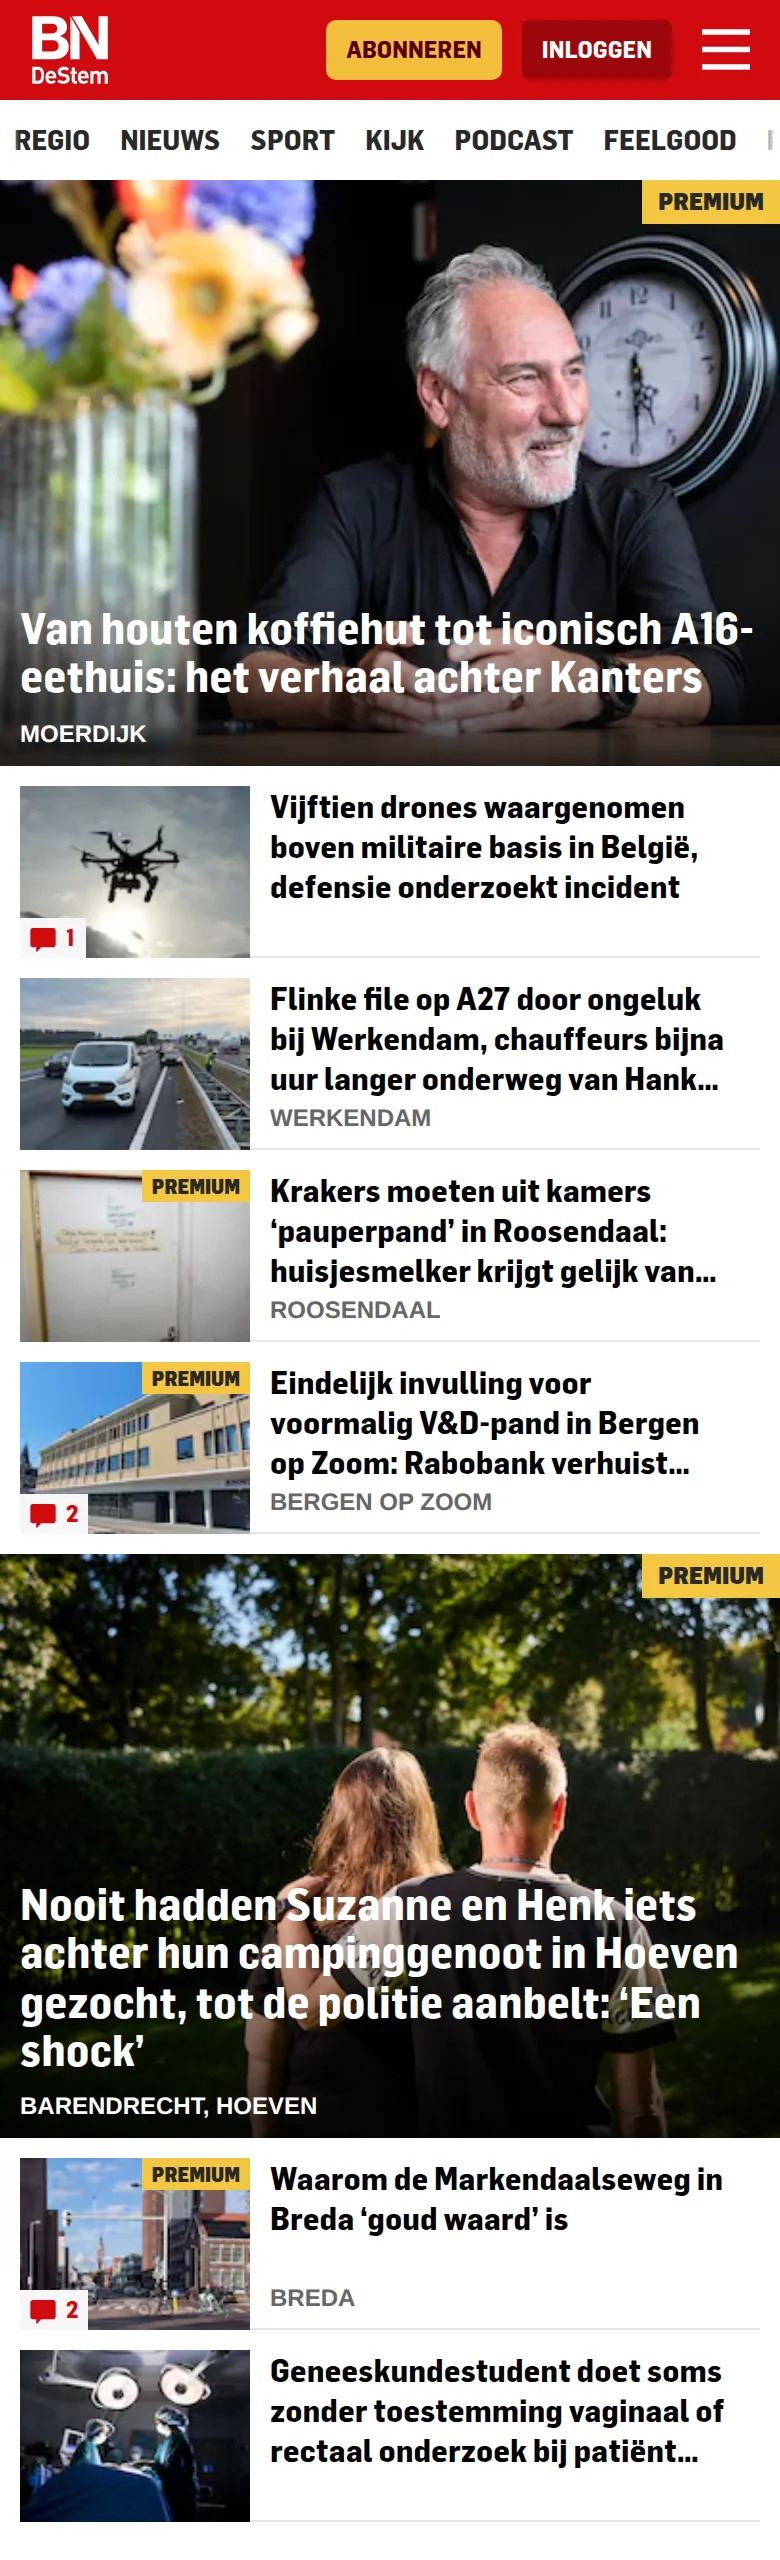 BN
DeStem
ABONNEREN
INLOGGEN
REGIO NIEUWS SPORT KIJK PODCAST FEELGOOD
PREMIUM
Van houten koffiehut tot iconisch A16-
eethuis: het verhaal achter Kanters
MOERDIJK
Vijftien drones waargenomen
boven militaire basis in België,
defensie onderzoekt incident
1
Flinke file op A27 door ongeluk
bij Werkendam, chauffeurs bijna
uur langer onderweg van Hank...
WERKENDAM
PREMIUM
Krakers moeten uit kamers
‘pauperpand’ in Roosendaal:
huisjesmelker krijgt gelijk van...
ROOSENDAAL
PREMIUM
Eindelijk invulling voor
voormalig V&D-pand in Bergen
op Zoom: Rabobank verhuist...
BERGEN OP ZOOM
2
PREMIUM
Nooit hadden Suzanne en Henk iets
achter hun campinggenoot in Hoeven
gezocht, tot de politie aanbelt: ‘Een
shock’
BARENDRECHT, HOEVEN
PREMIUM
Waarom de Markendaalseweg in
Breda ‘goud waard’ is
BREDA
2
Geneeskundestudent doet soms
zonder toestemming vaginaal of
rectaal onderzoek bij patiënt...